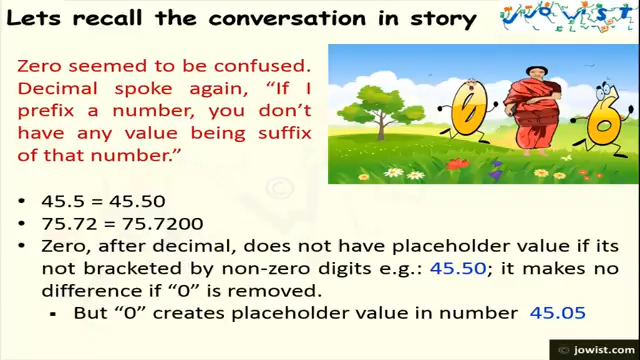 Lets recall the conversation in story
JOWIST
Zero seemed to be confused.
Decimal spoke again, “If I
prefix a number, you don’t
have any value being suffix
of that number.”
0
6
• 45.5 = 45.50
• 75.72 = 75.7200
• Zero, after decimal, does not have placeholder value if its
not bracketed by non-zero digits e.g.: 45.50; it makes no
difference if “0” is removed.
▪ But “0” creates placeholder value in number 45.05
©
© jowist.com